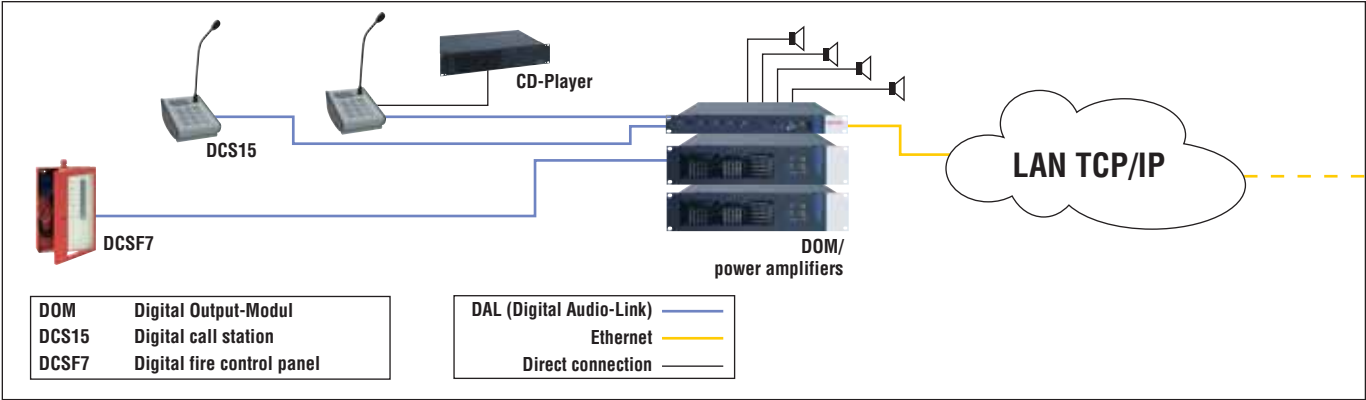 CD-Player
DCS15
LAN TCP/IP
DCSF7
DOM/
power amplifiers
DOM Digital Output-Modul
DCS15 Digital call station
DCSF7 Digital fire control panel
DAL (Digital Audio-Link)
Ethernet
Direct connection